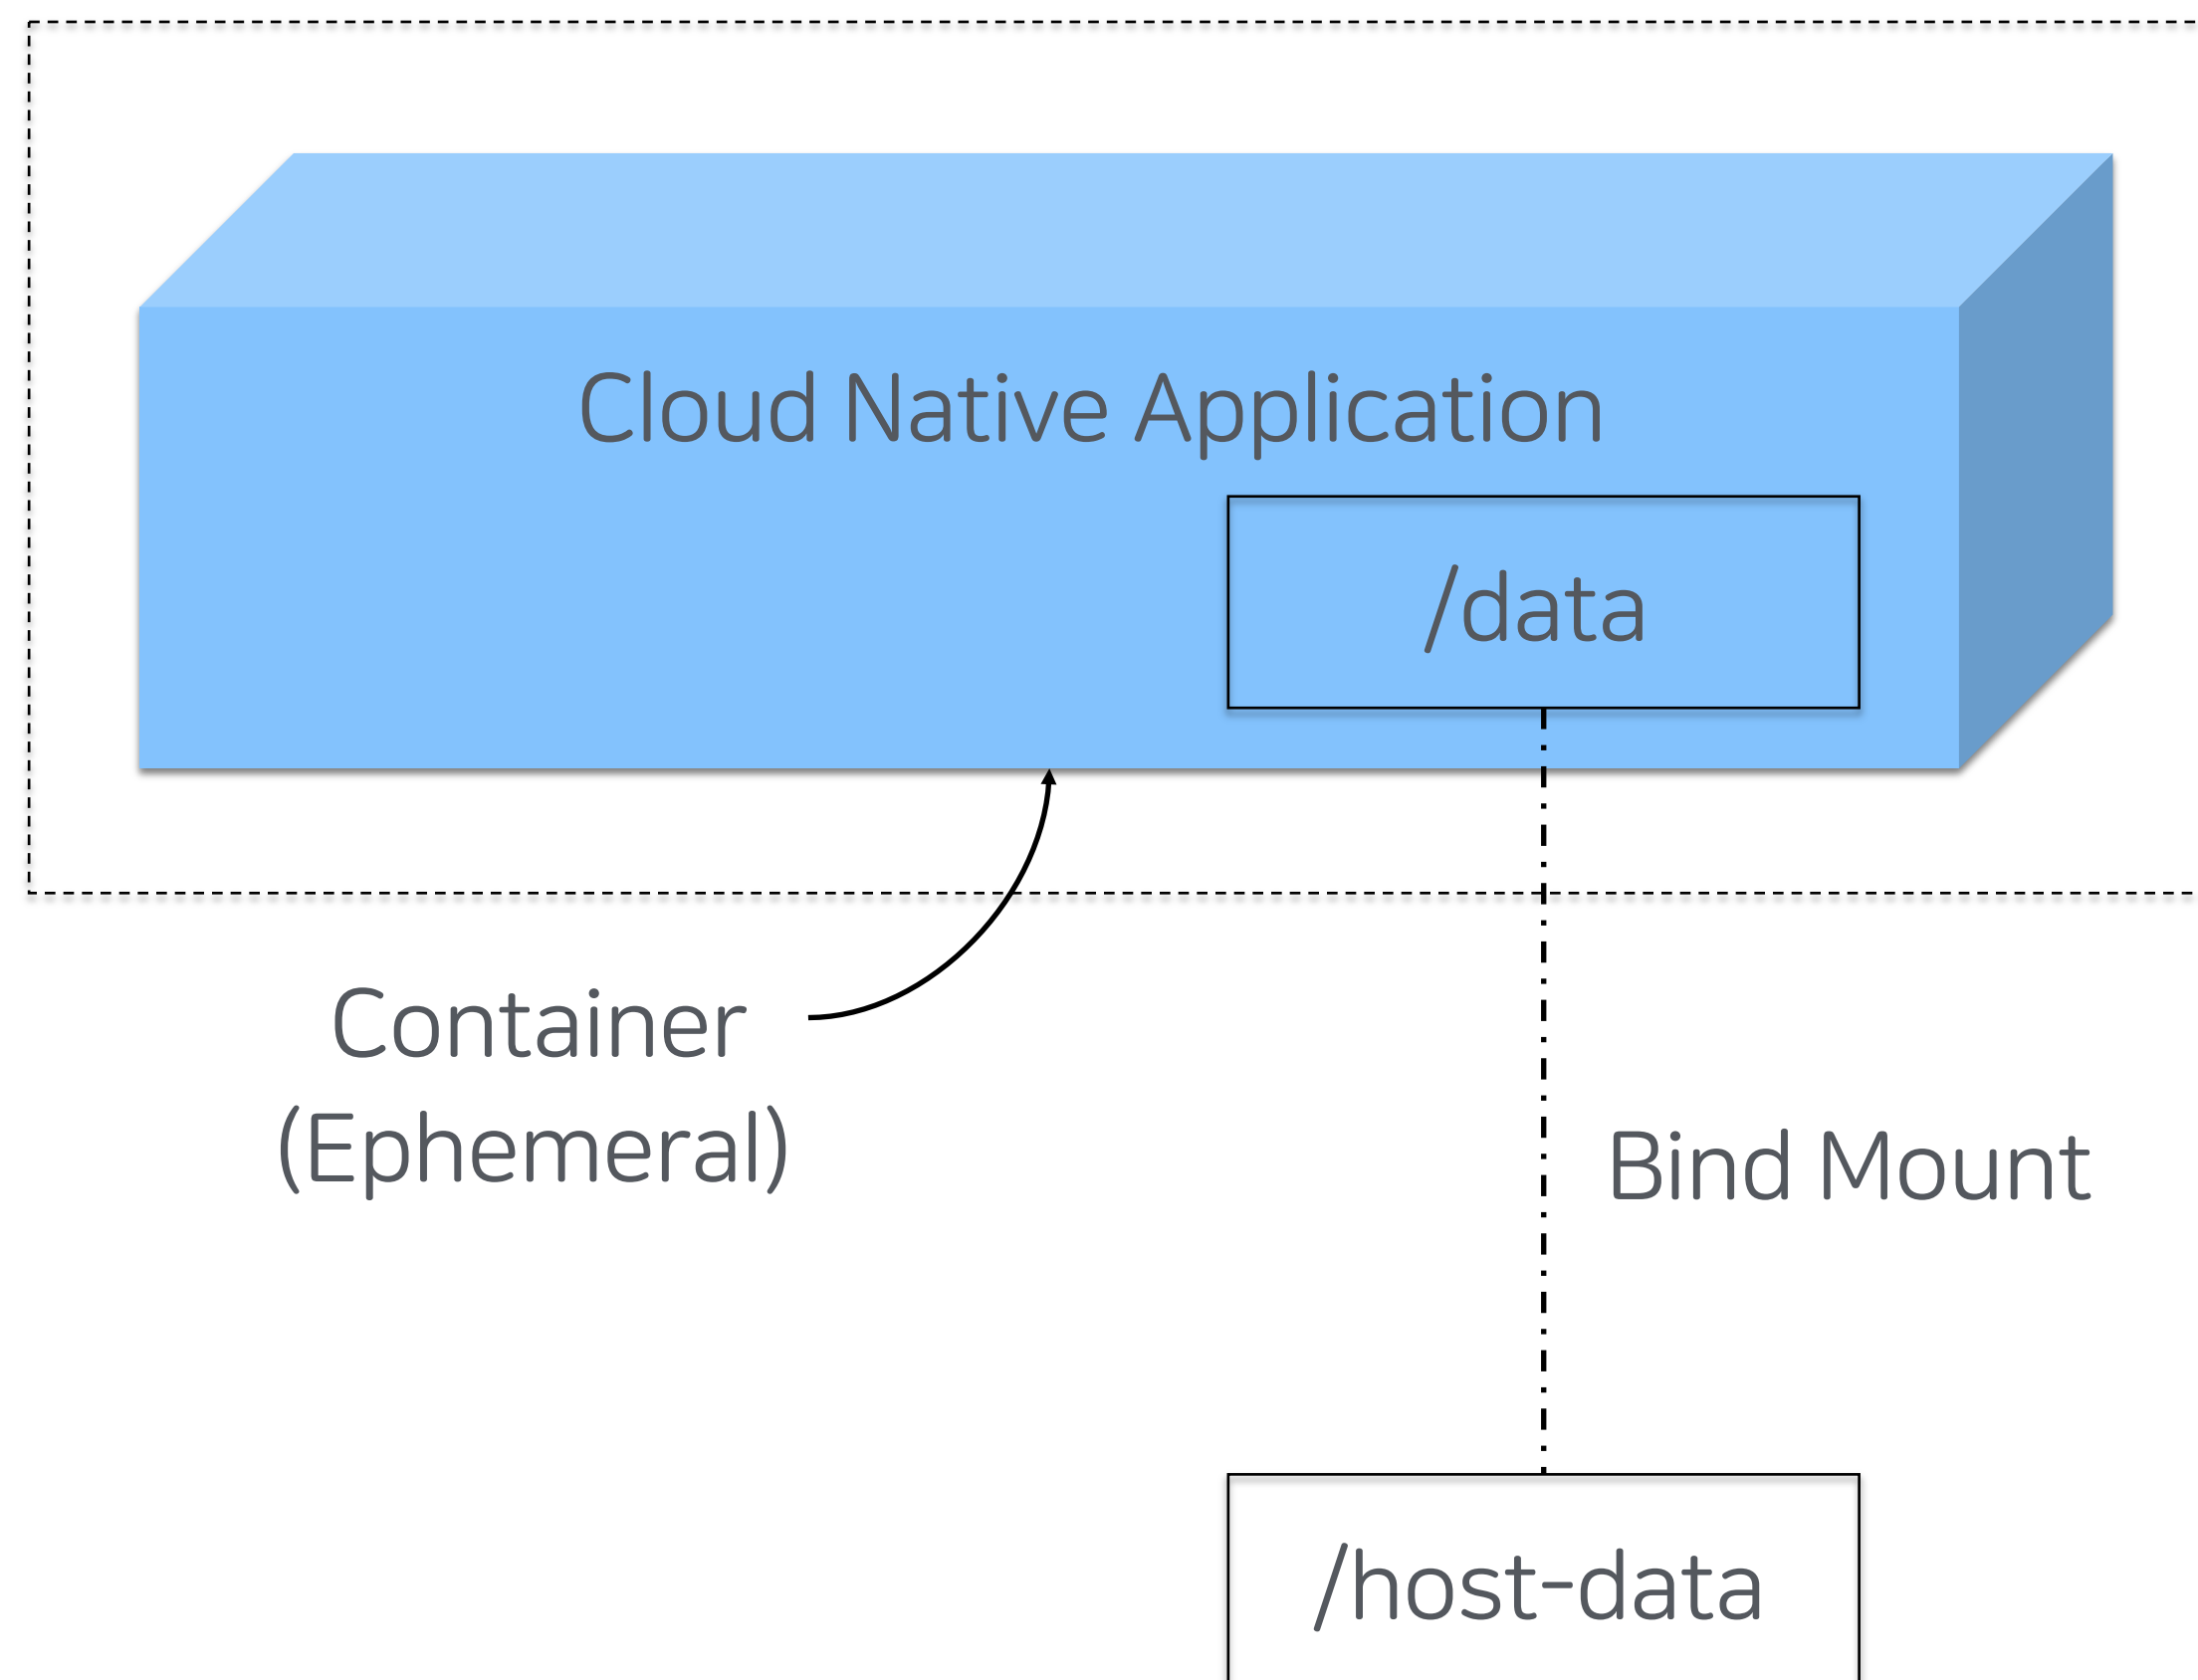 Cloud Native Application
/data
Container
(Ephemeral)
Bind Mount
/host-data